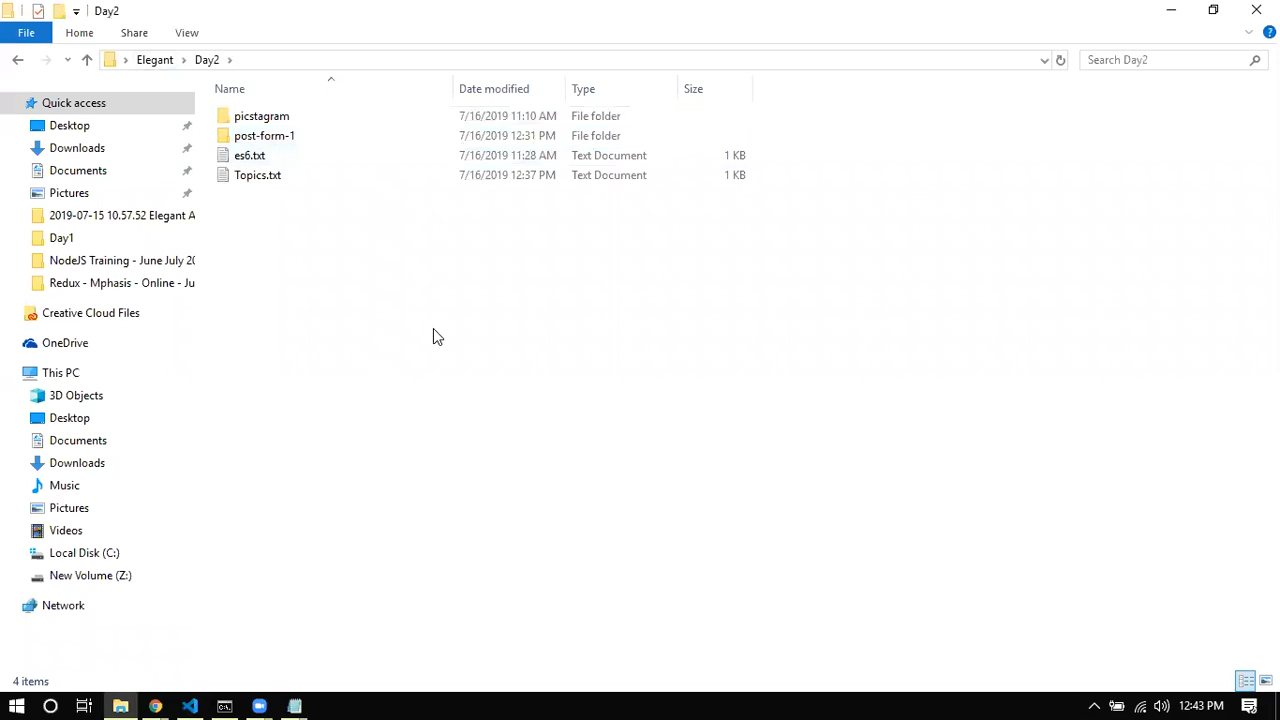 Day2
File Home Share View
Elegant Day2 Search Day2
Name Date modified Type Size
Quick access
Desktop
Downloads
Documents
Pictures
2019-07-15 10.57.52 Elegant A
Day1
NodeJS Training - June July 20
Redux - Mphasis - Online - Ju
Creative Cloud Files
OneDrive
This PC
3D Objects
Desktop
Documents
Downloads
Music
Pictures
Videos
Local Disk (C:)
New Volume (Z:)
Network
picstagram 7/16/2019 11:10 AM File folder
post-form-1 7/16/2019 12:31 PM File folder
es6.txt 7/16/2019 11:28 AM Text Document 1 KB
Topics.txt 7/16/2019 12:37 PM Text Document 1 KB
4 items
12:43 PM